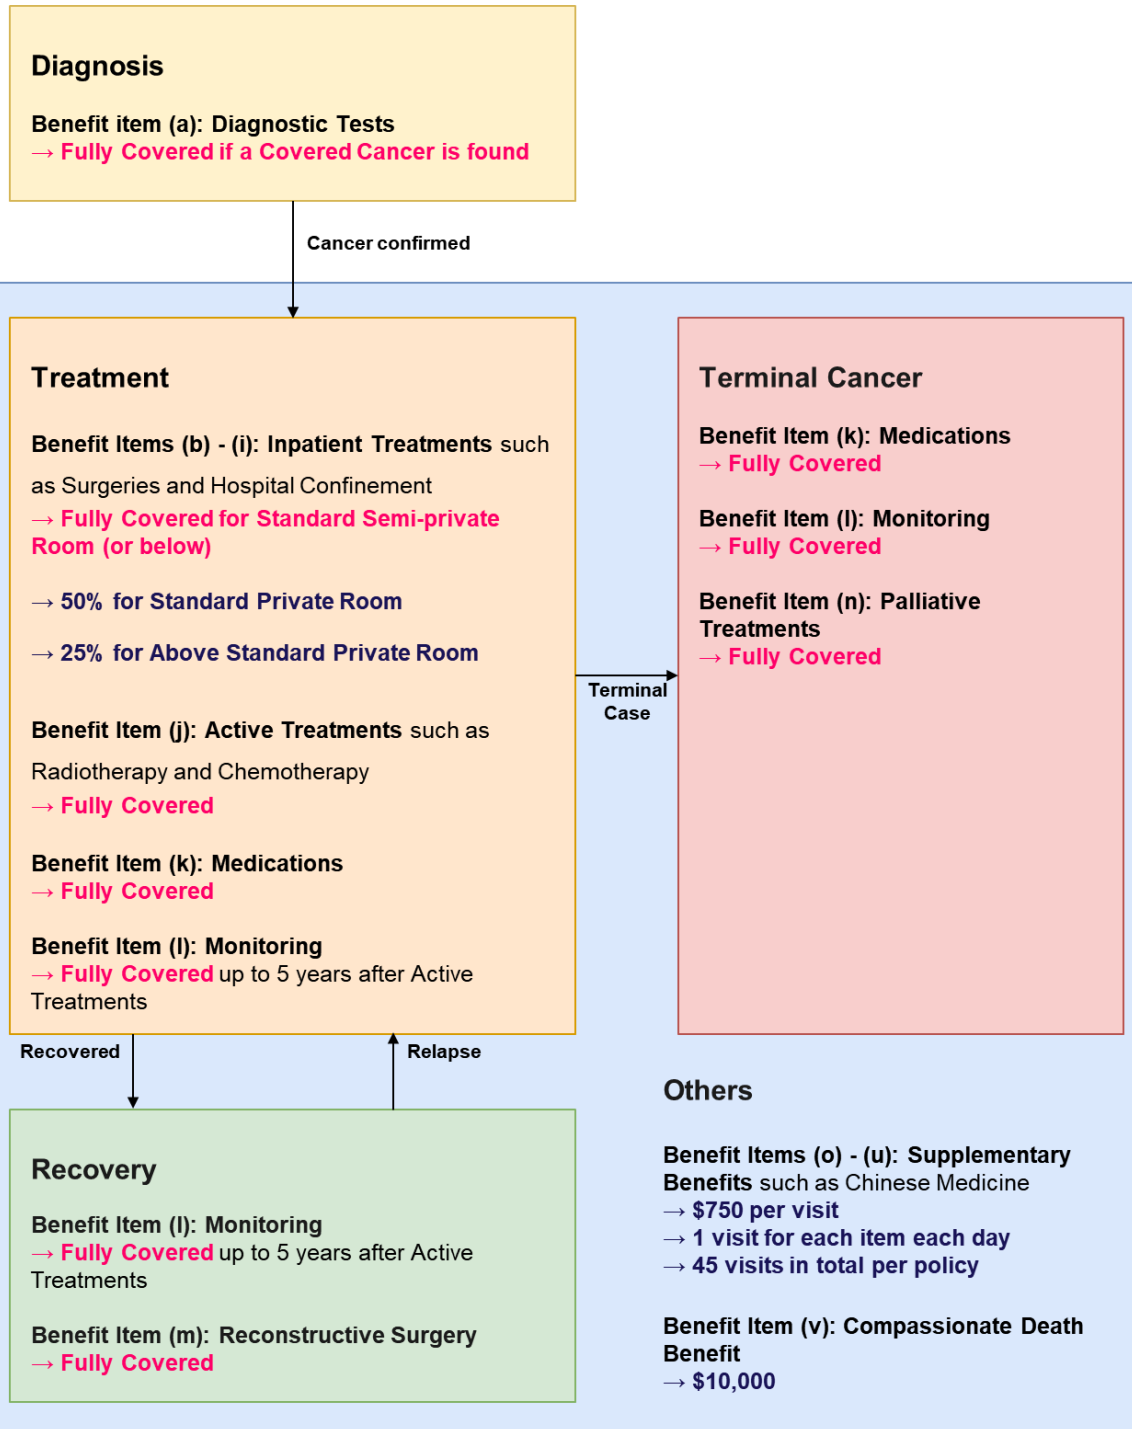 Diagnosis
Benefit item (a): Diagnostic Tests
→ Fully Covered if a Covered Cancer is found
Cancer confirmed
Treatment
Benefit Items (b) - (i): Inpatient Treatments such
as Surgeries and Hospital Confinement
→ Fully Covered for Standard Semi-private
Room (or below)
→ 50% for Standard Private Room
→ 25% for Above Standard Private Room
Benefit Item (j): Active Treatments such as
Radiotherapy and Chemotherapy
→ Fully Covered
Benefit Item (k): Medications
→ Fully Covered
Benefit Item (l): Monitoring
→ Fully Covered up to 5 years after Active
Treatments
Terminal
Case
Terminal Cancer
Benefit Item (k): Medications
→ Fully Covered
Benefit Item (l): Monitoring
→ Fully Covered
Benefit Item (n): Palliative
Treatments
→ Fully Covered
Recovered
Relapse
Recovery
Benefit Item (l): Monitoring
→ Fully Covered up to 5 years after Active
Treatments
Benefit Item (m): Reconstructive Surgery
→ Fully Covered
Others
Benefit Items (o) - (u): Supplementary
Benefits such as Chinese Medicine
→ $750 per visit
→ 1 visit for each item each day
→ 45 visits in total per policy
Benefit Item (v): Compassionate Death
Benefit
→ $10,000